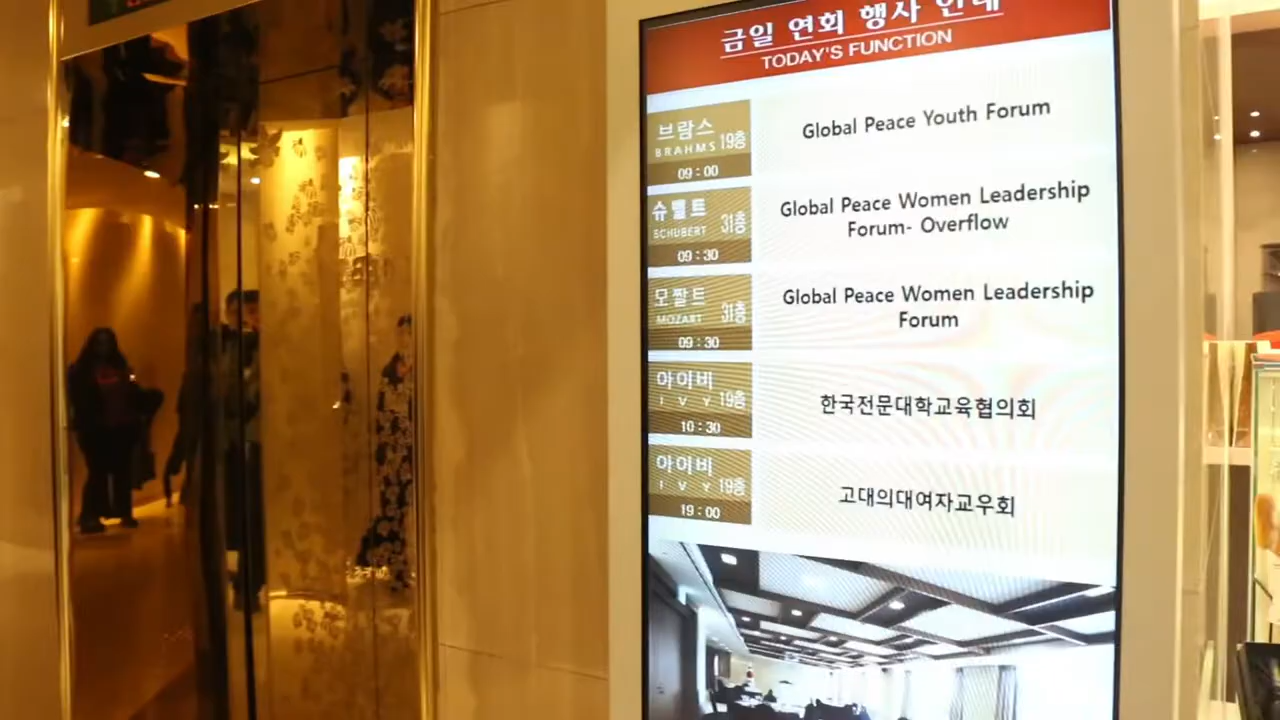 금일 연회 행사 안내
TODAY'S FUNCTION
브람스
BRAHMS 19층
09:00
Global Peace Youth Forum
슈벨트
SCHUBERT 31층
09:30
Global Peace Women Leadership
Forum- Overflow
모짤트
MOZART 31층
09:30
Global Peace Women Leadership
Forum
아이비
IVY 19층
10:30
한국전문대학교육협의회
아이비
IVY 19층
19:00
고대의대여자교우회